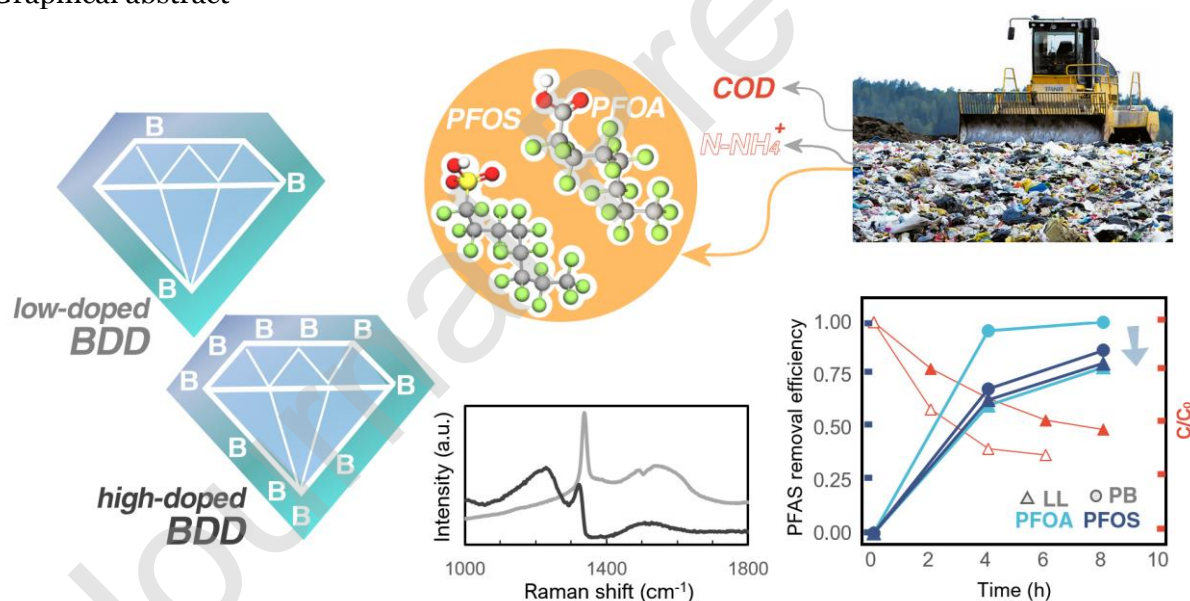 Graphical abstract
B
B
B
low-doped
BDD
B
B
B
B
B
B
B
B
B
B
B
high-doped
BDD
PFOS
PFOA
COD
N-NH₄⁺
Intensity (a.u.)
1000
1400
1800
Raman shift (cm⁻¹)
PFAS removal efficiency
1.00
0.75
0.50
0.25
0.00
△ LL ○ PB
PFOA PFOS
0 2 4 6 8 10
Time (h)
C/C₀
Journal Pre